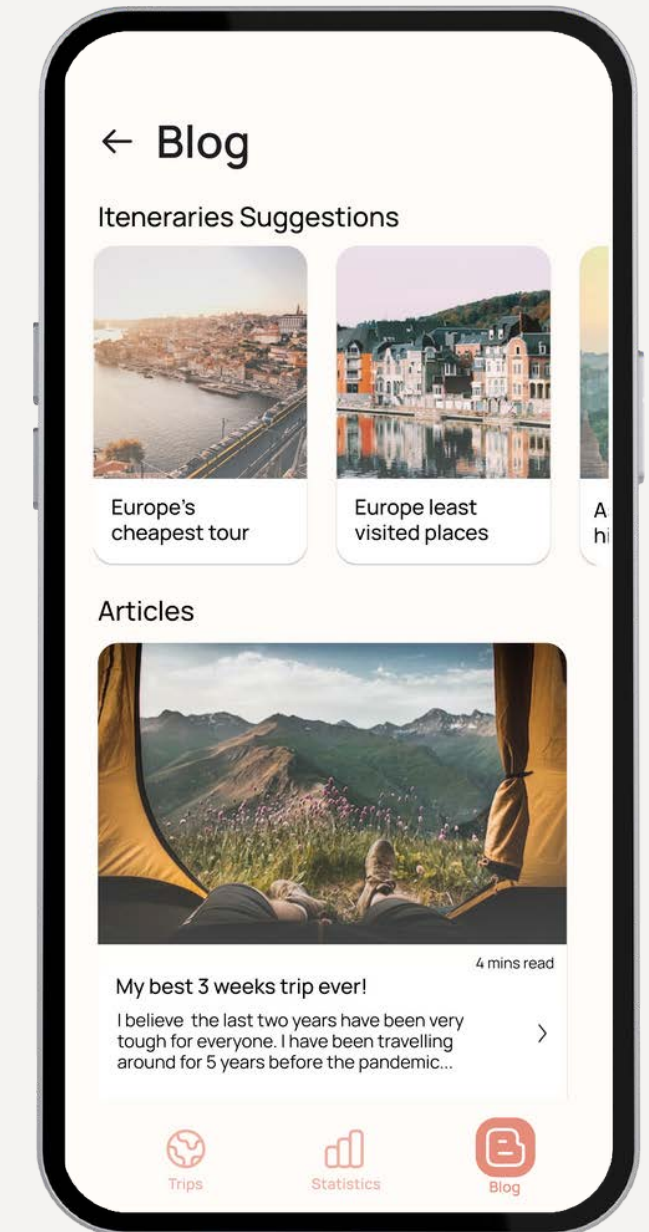 Blog
Iteneraries Suggestions
Europe's
cheapest tour
Europe least
visited places
A
hi
Articles
4 mins read
My best 3 weeks trip ever!
I believe the last two years have been very
tough for everyone. I have been travelling
around for 5 years before the pandemic...
Trips
Statistics
Blog